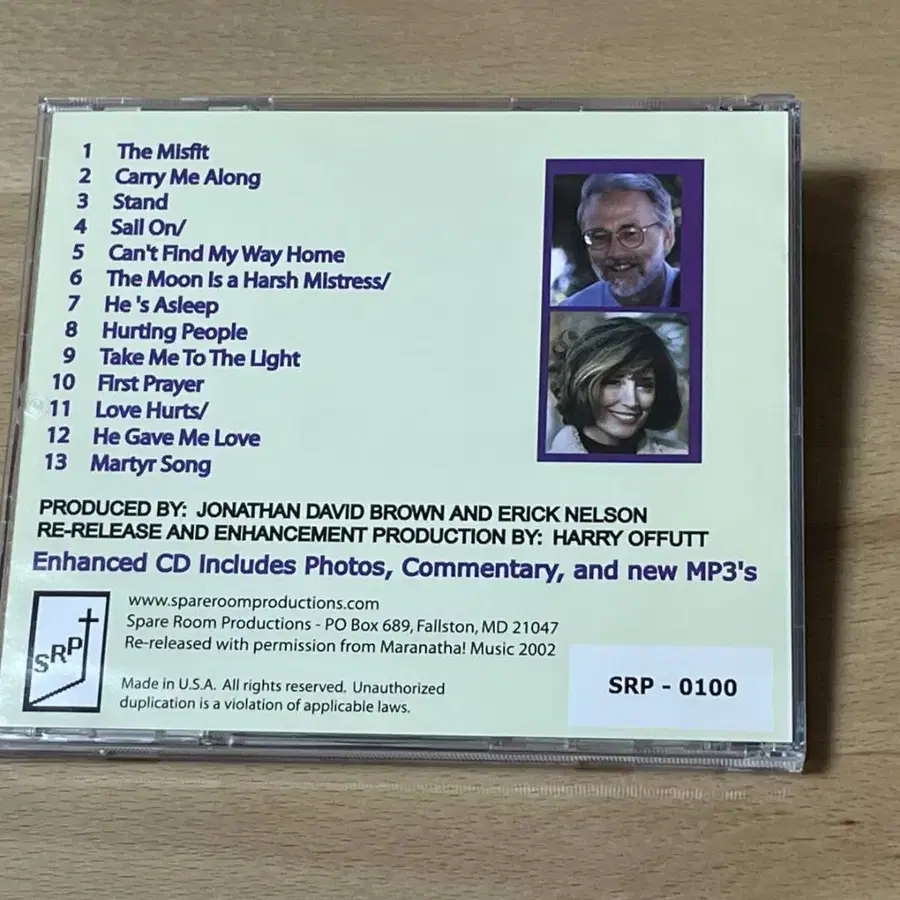 1 The Misfit
2 Carry Me Along
3 Stand
4 Sail On/
5 Can't Find My Way Home
6 The Moon Is a Harsh Mistress/
7 He 's Asleep
8 Hurting People
9 Take Me To The Light
10 First Prayer
11 Love Hurts/
12 He Gave Me Love
13 Martyr Song
PRODUCED BY: JONATHAN DAVID BROWN AND ERICK NELSON
RE-RELEASE AND ENHANCEMENT PRODUCTION BY: HARRY OFFUTT
Enhanced CD Includes Photos, Commentary, and new MP3's
SRP
www.spareroomproductions.com
Spare Room Productions - PO Box 689, Fallston, MD 21047
Re-released with permission from Maranatha! Music 2002
Made in U.S.A. All rights reserved. Unauthorized
duplication is a violation of applicable laws.
SRP - 0100